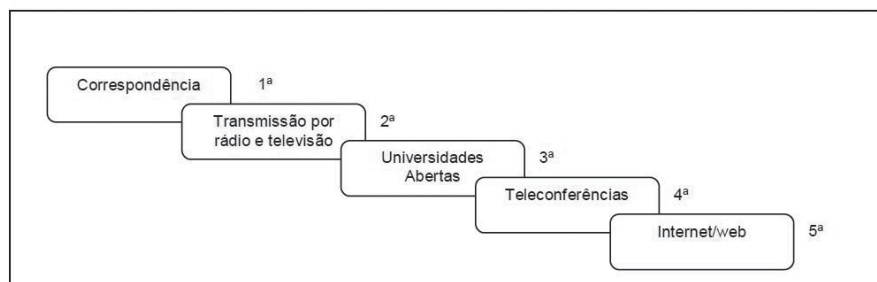 Correspondência
1ª
Transmissão por
rádio e televisão
2ª
Universidades
Abertas
3ª
Teleconferências
4ª
Internet/web
5ª